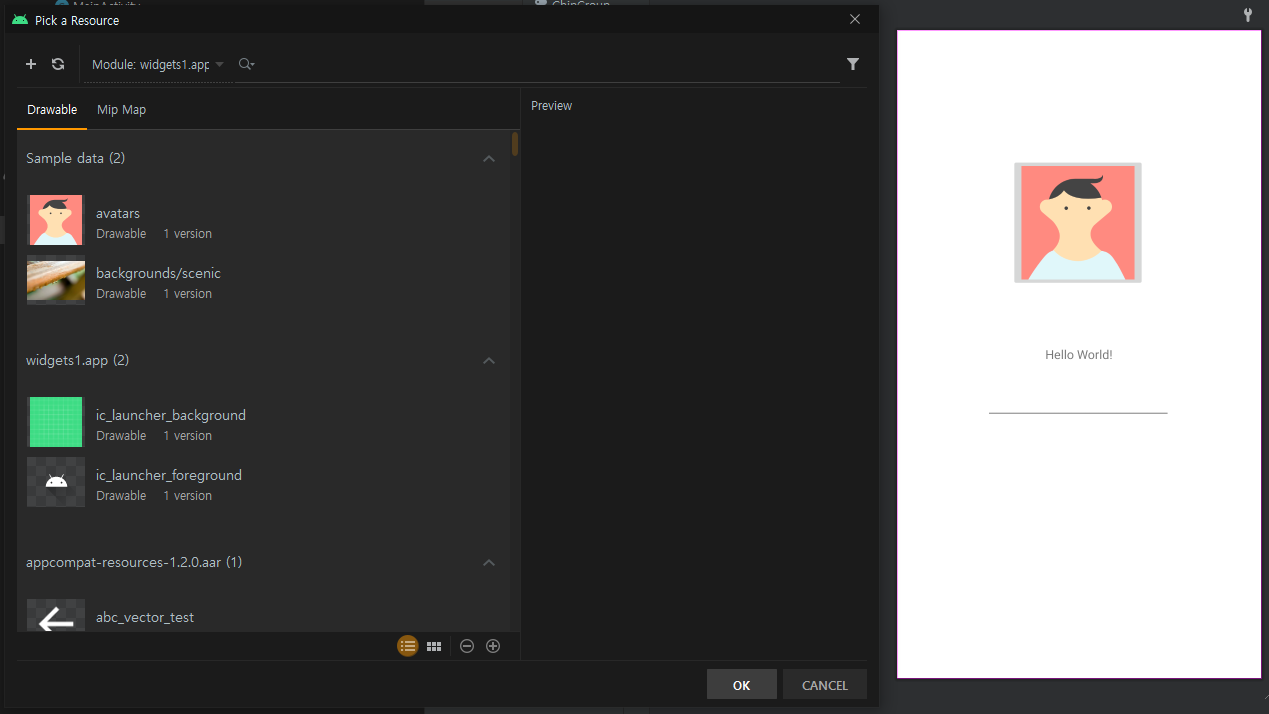 MainActivity
ChipGroup
Pick a Resource
Module: widgets1.app
Drawable Mip Map
Preview
Sample data (2)
avatars
Drawable 1 version
backgrounds/scenic
Drawable 1 version
widgets1.app (2)
ic_launcher_background
Drawable 1 version
ic_launcher_foreground
Drawable 1 version
appcompat-resources-1.2.0.aar (1)
abc_vector_test
OK CANCEL
Hello World!